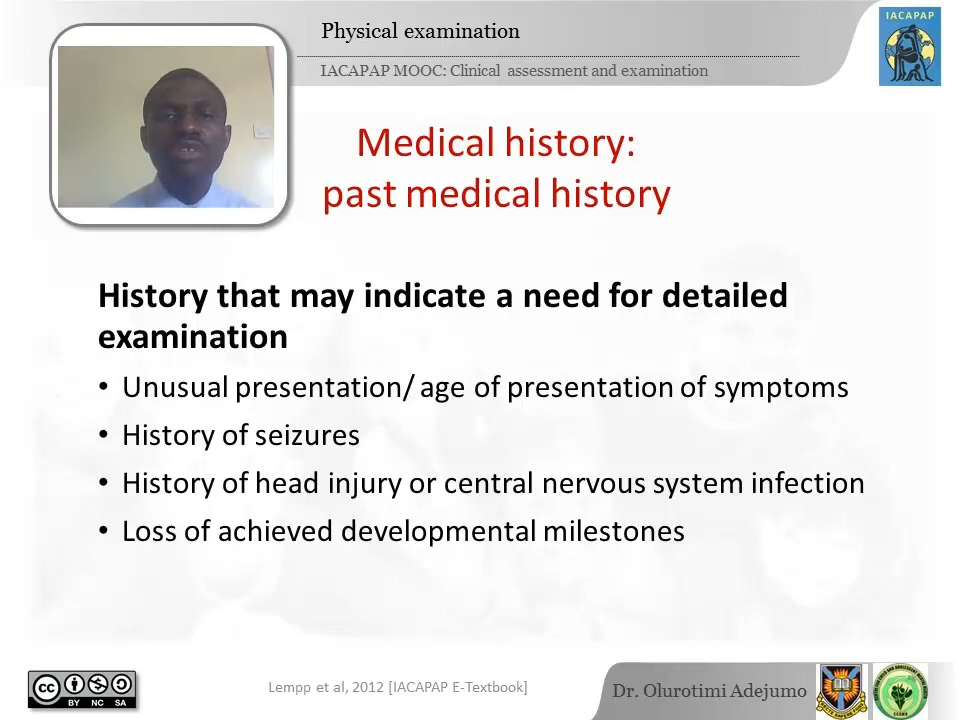 Physical examination
IACAPAP MOOC: Clinical assessment and examination
IACAPAP
Medical history:
past medical history
History that may indicate a need for detailed
examination
• Unusual presentation/ age of presentation of symptoms
• History of seizures
• History of head injury or central nervous system infection
• Loss of achieved developmental milestones
cc
BY NC SA
Lempp et al, 2012 [IACAPAP E-Textbook]
Dr. Olurotimi Adejumo